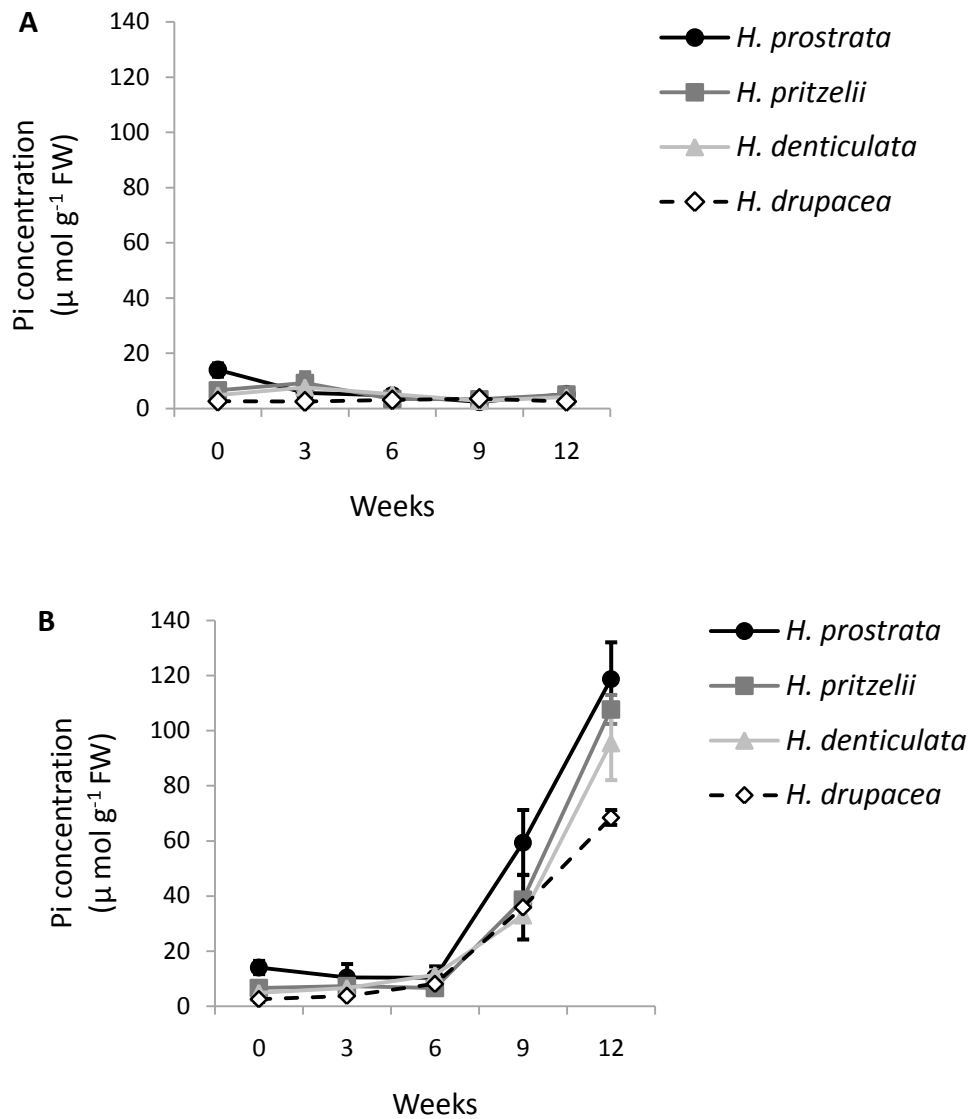 A
140
120
100
80
60
40
20
0
Pi concentration
(μ mol g⁻¹ FW)
0 3 6 9 12
Weeks
H. prostrata
H. pritzelii
H. denticulata
H. drupacea
B
140
120
100
80
60
40
20
0
Pi concentration
(μ mol g⁻¹ FW)
0 3 6 9 12
Weeks
H. prostrata
H. pritzelii
H. denticulata
H. drupacea